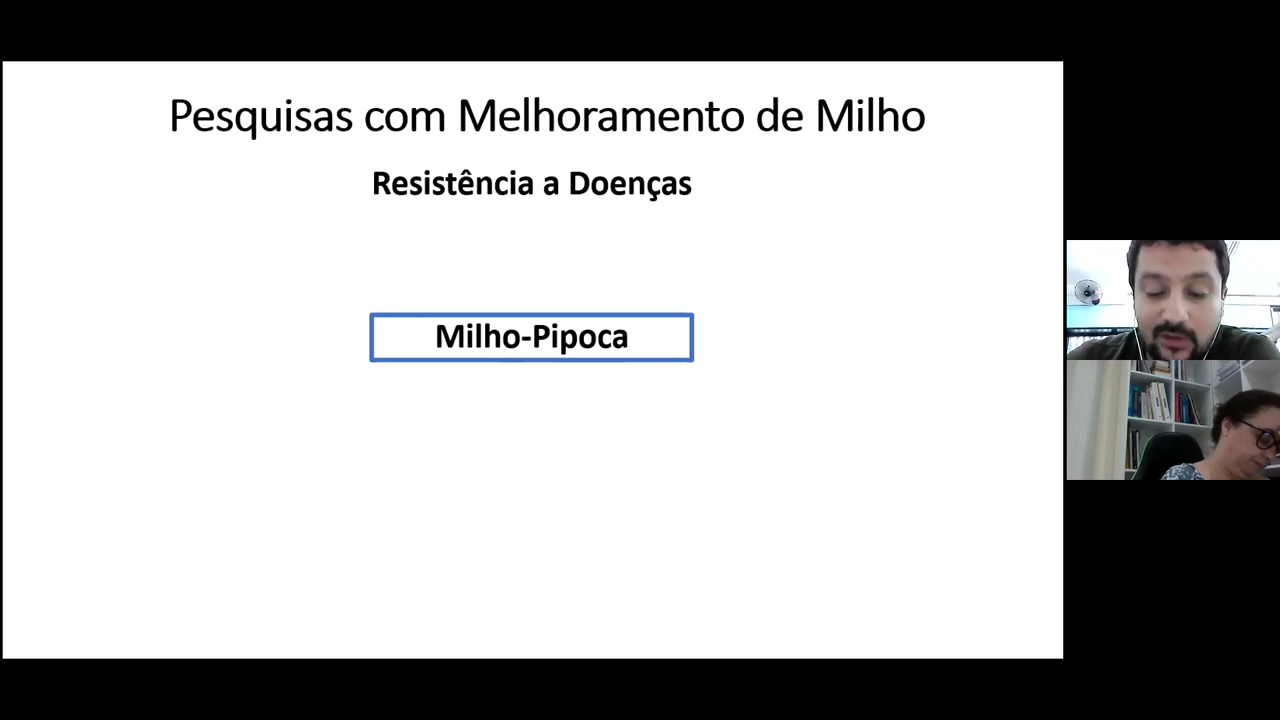 Pesquisas com Melhoramento de Milho
Resistência a Doenças
Milho-Pipoca